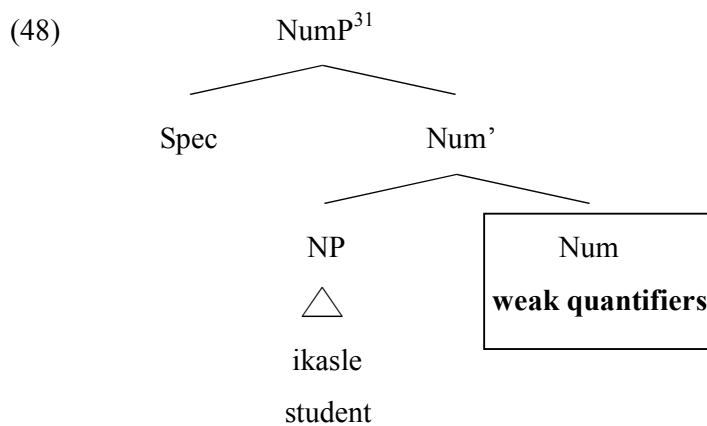 (48) NumP31
Spec Num’
NP Num
weak quantifiers
ikasle
student